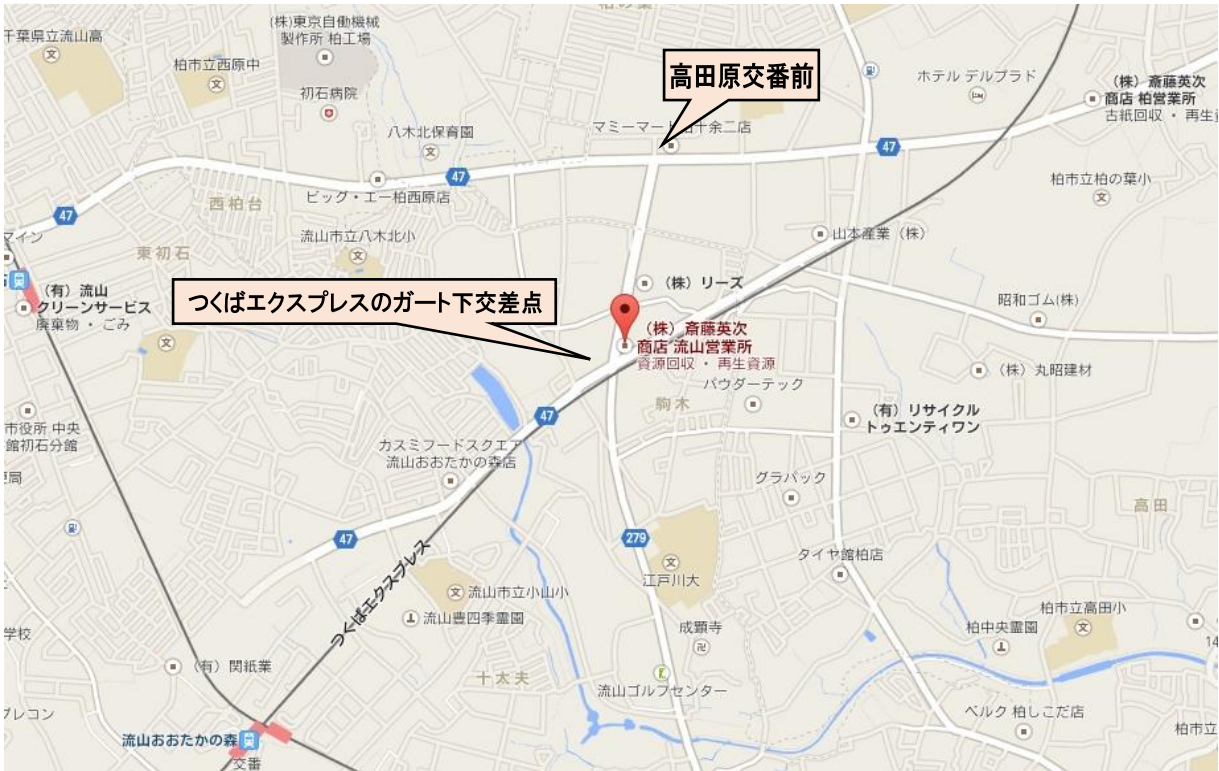 千葉県立流山高
(株)東京自働機械
製作所 柏工場
柏市立西原中
初石病院
高田原交番前
ホテル デルプラド
(株) 斎藤英次
商店 柏営業所
古紙回収 ・ 再生
八木北保育園
47
47
ビッグ・エー柏西原店
柏市立柏の葉小
西柏台
47
流山市立八木北小
東初石
山本産業 (株)
(有) 流山
クリーンサービス
廃棄物 ・ ごみ
つくばエクスプレスのガート下交差点
(株) リーズ
昭和ゴム(株)
(株) 斎藤英次
商店 流山営業所
資源回収 ・ 再生資源
パウダーテック
(株) 丸昭建材
駒木
47
(有) リサイクル
トゥエンティワン
市役所 中央
館初石分館
カスミフードスクエア
流山おおたかの森店
グラパック
高田
47
279
つくばエクスプレス
タイヤ館柏店
江戸川大
流山市立小山小
流山豊四季霊園
柏市立高田小
柏中央霊園
学校
成顕寺
(有) 関紙業
十太夫
流山ゴルフセンター
ベルク 柏しこだ店
プレコン
柏市立
流山おおたかの森
交番